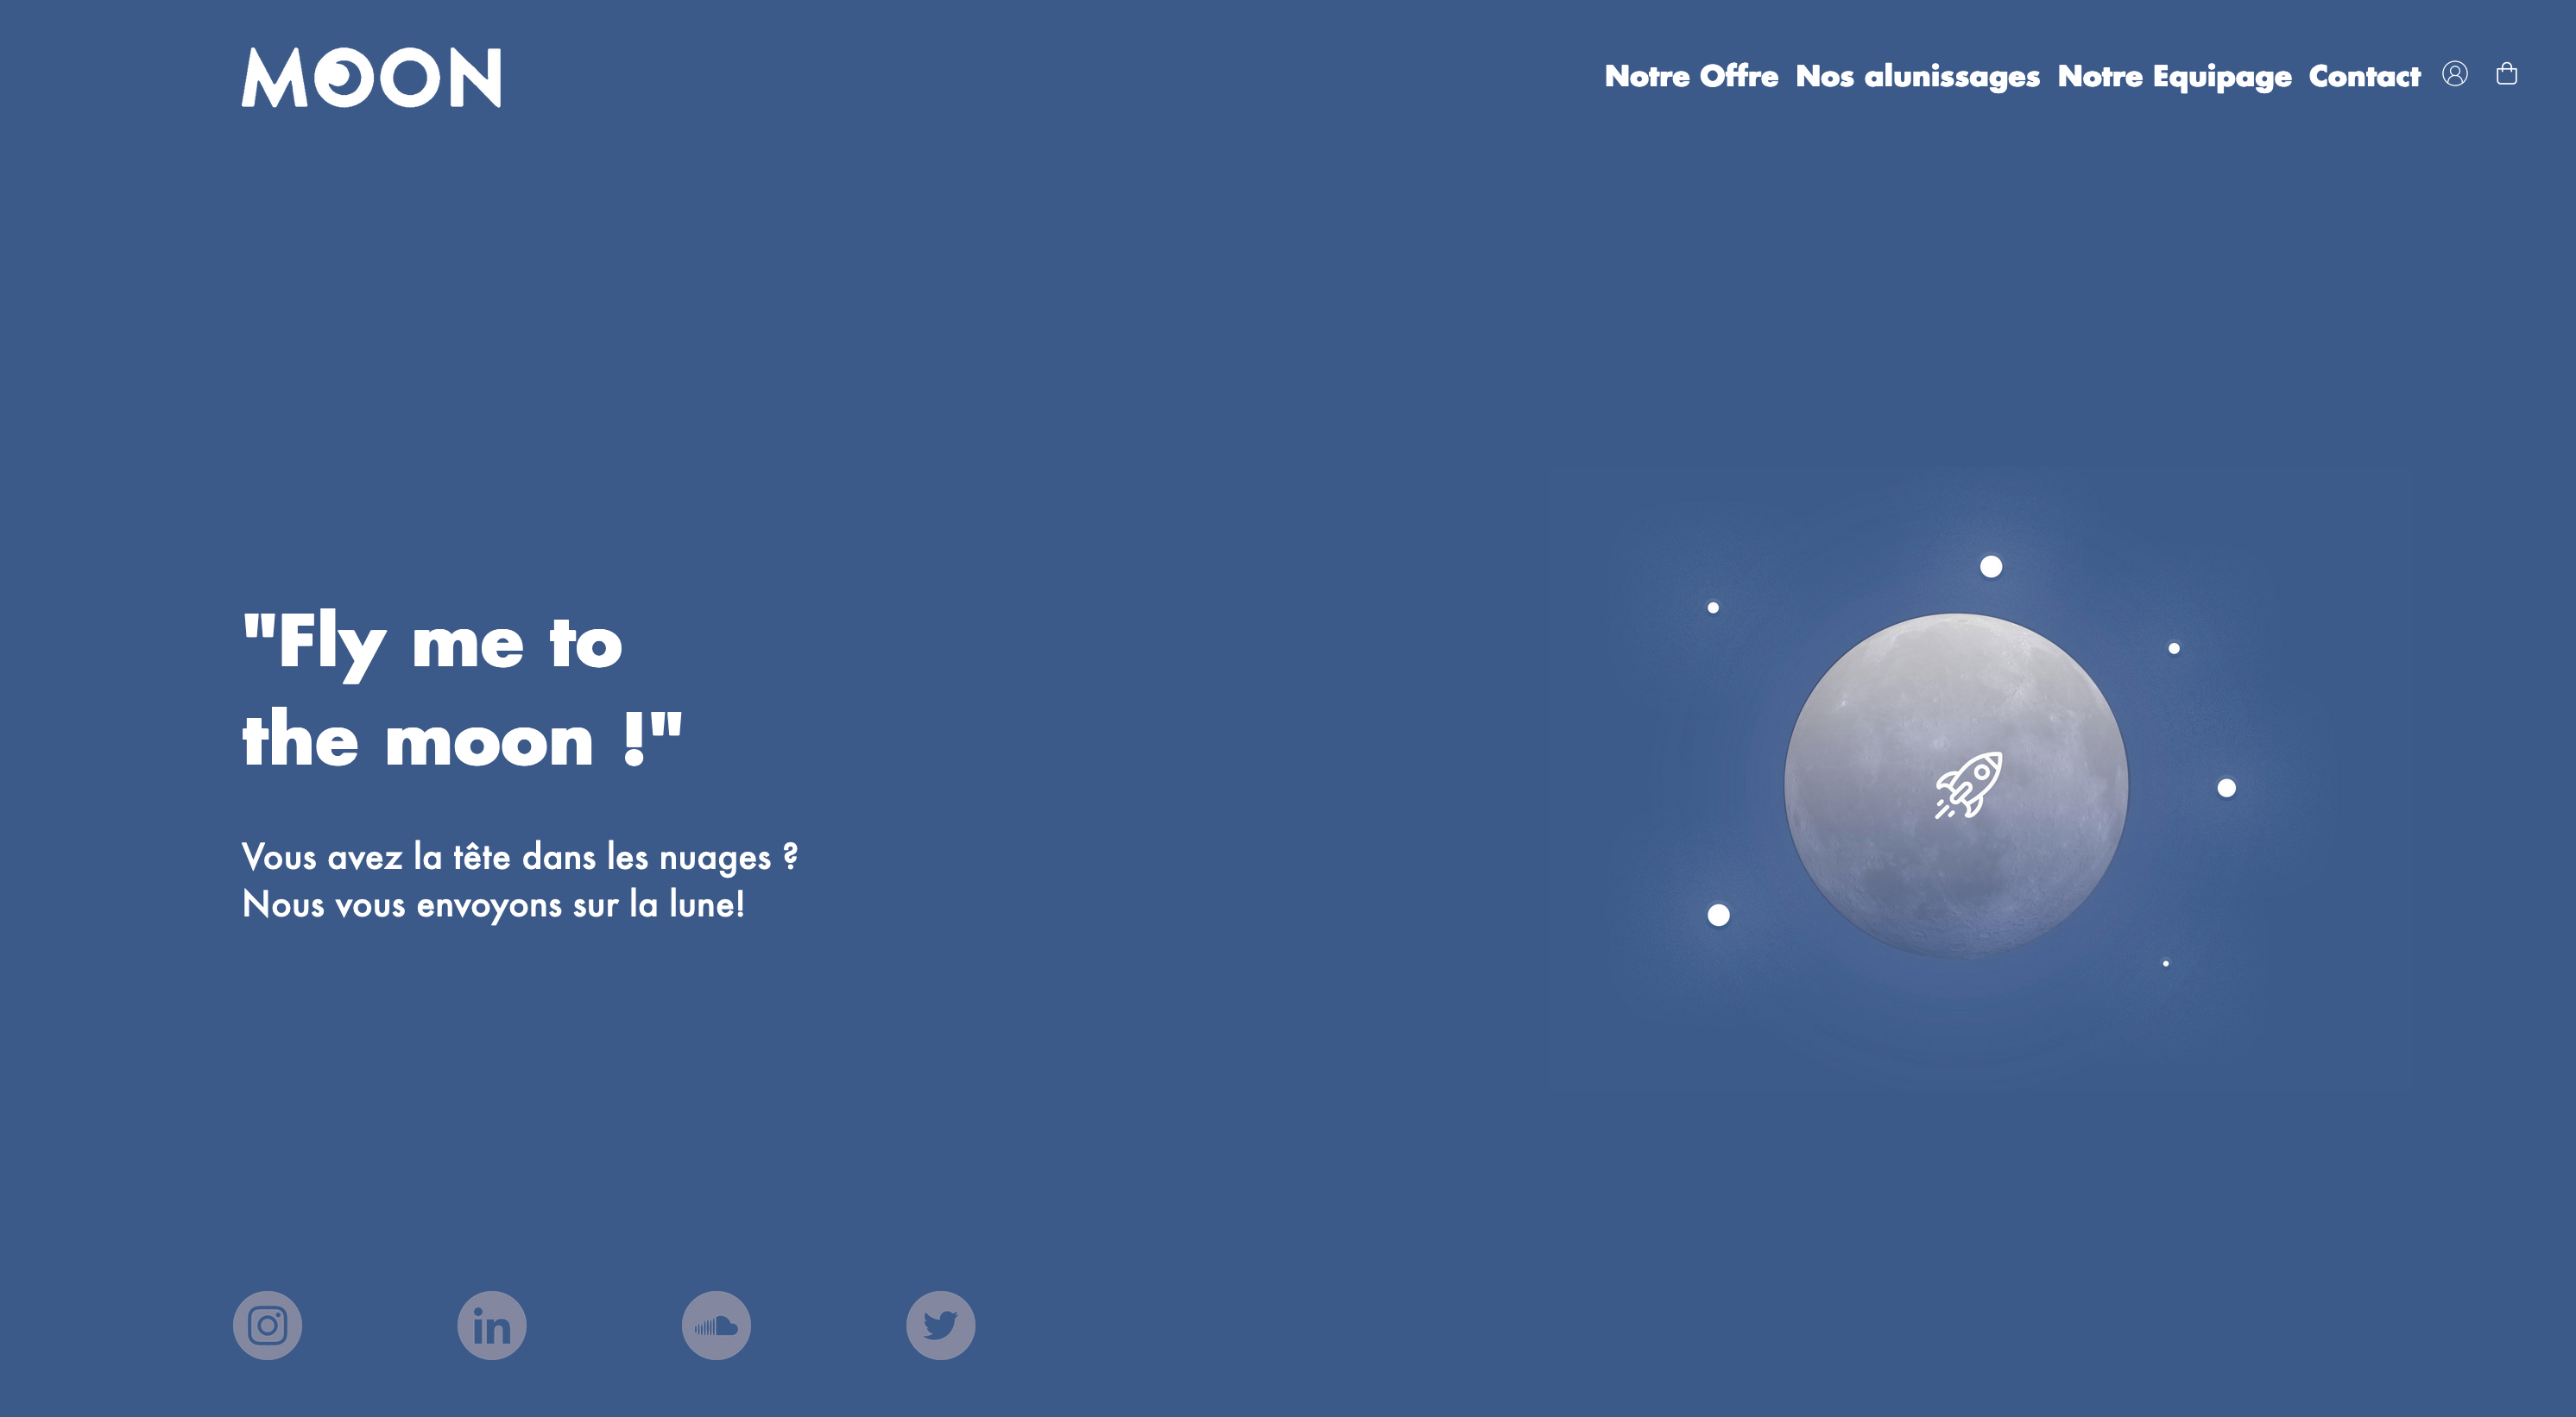 MOON
Notre Offre Nos alunissages Notre Equipage Contact
"Fly me to
the moon !"
Vous avez la tête dans les nuages ?
Nous vous envoyons sur la lune!
in